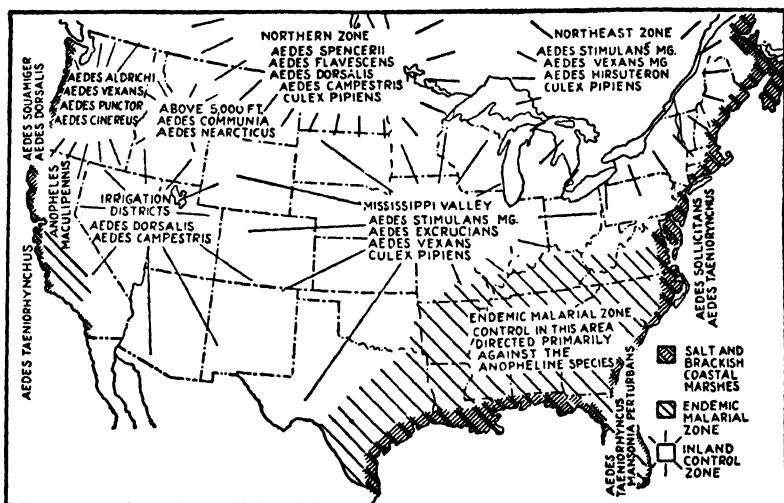 NORTHERN ZONE
AEDES SPENCERII
AEDES FLAVESCENS
AEDES DORSALIS
AEDES CAMPESTRIS
CULEX PIPIENS
NORTHEAST ZONE
AEDES STIMULANS MG.
AEDES VEXANS MG
AEDES HIRSUTERON
CULEX PIPIENS
AEDES SQUAMIGER
AEDES DORSALIS
AEDES ALDRICHI
AEDES VEXANS
AEDES PUNCTOR
AEDES CINEREUS
ABOVE 5,000 FT.
AEDES COMMUNIA
AEDES NEARCTICUS
ANOPHELES
MACULIPENNIS
IRRIGATION
DISTRICTS
AEDES DORSALIS
AEDES CAMPESTRIS
MISSISSIPPI VALLEY
AEDES STIMULANS MG.
AEDES EXCRUCIANS
AEDES VEXANS
CULEX PIPIENS
AEDES TAENIORHYNCHUS
AEDES SOLLICITANS
AEDES TAENIORYNCHUS
ENDEMIC MALARIAL ZONE
CONTROL IN THIS AREA
DIRECTED PRIMARILY
AGAINST THE
ANOPHELINE SPECIES
AEDES
TAENIORHYNCUS
MANSONIA PERTURBANS
SALT AND
BRACKISH
COASTAL
MARSHES
ENDEMIC
MALARIAL
ZONE
INLAND
CONTROL
ZONE